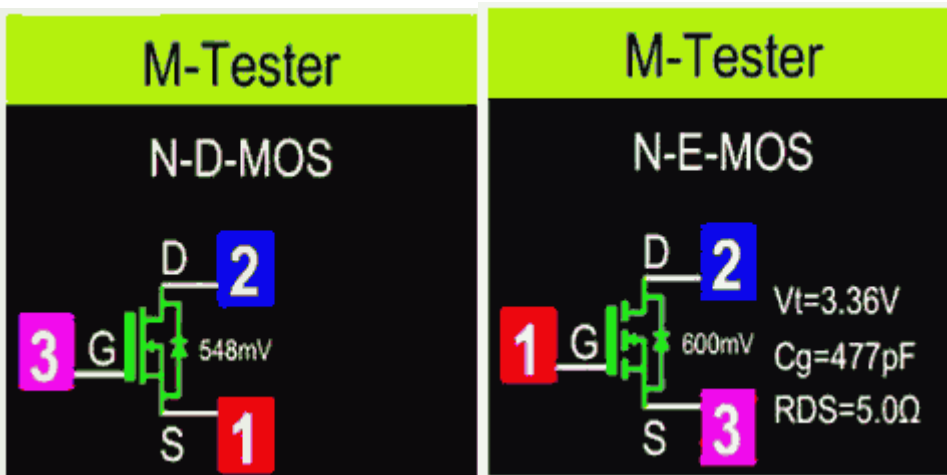 M-Tester
N-D-MOS
D
2
3
G
548mV
S
1
M-Tester
N-E-MOS
D
2
Vt=3.36V
1
G
600mV
Cg=477pF
RDS=5.0Ω
S
3